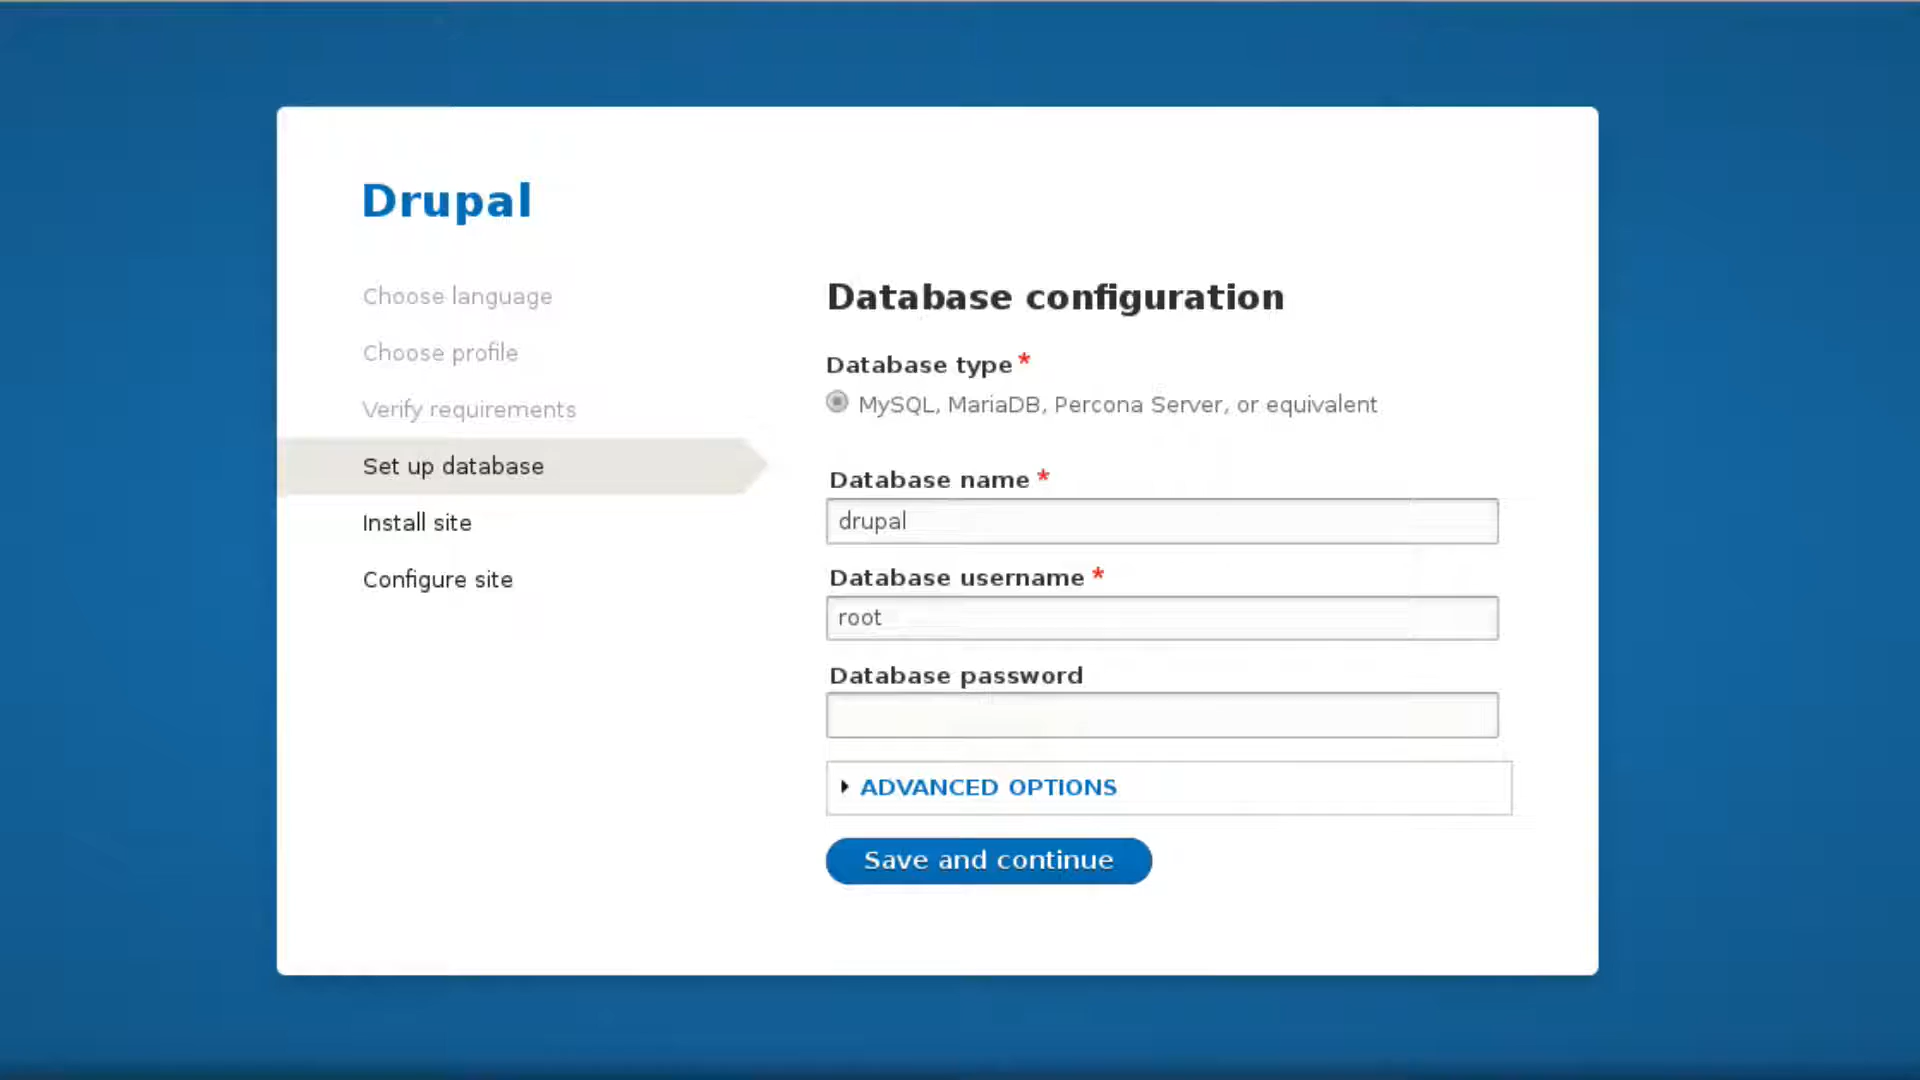 Drupal
Choose language
Choose profile
Verify requirements
Set up database
Install site
Configure site
Database configuration
Database type *
MySQL, MariaDB, Percona Server, or equivalent
Database name *
drupal
Database username *
root
Database password
ADVANCED OPTIONS
Save and continue